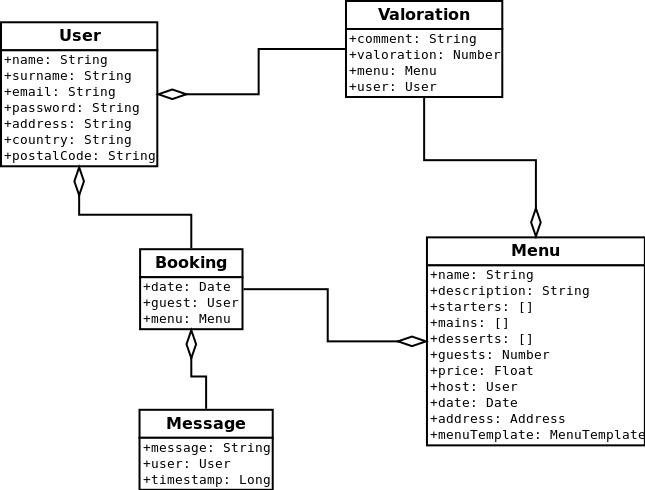 User
+name: String
+surname: String
+email: String
+password: String
+address: String
+country: String
+postalCode: String
Valoration
+comment: String
+valoration: Number
+menu: Menu
+user: User
Booking
+date: Date
+guest: User
+menu: Menu
Menu
+name: String
+description: String
+starters: []
+mains: []
+desserts: []
+guests: Number
+price: Float
+host: User
+date: Date
+address: Address
+menuTemplate: MenuTemplate
Message
+message: String
+user: User
+timestamp: Long